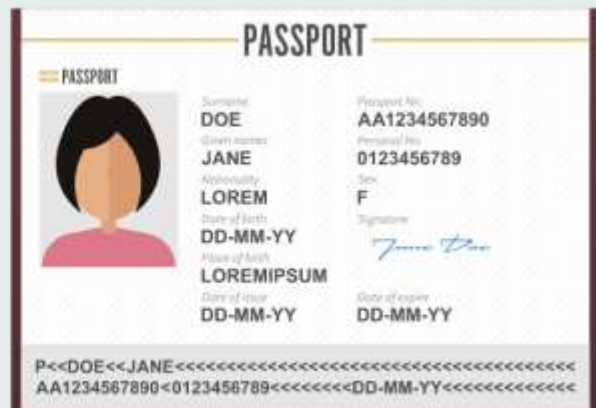 PASSPORT
PASSPORT
Surname
DOE
Passport No:
AA1234567890
Given names
JANE
Personal No
0123456789
Nationality
LOREM
Sex
F
Date of birth
DD-MM-YY
Signature
Jane Doe
Place of birth
LOREMIPSUM
Date of issue
DD-MM-YY
Date of expire
DD-MM-YY
P<<DOE<<JANE<<<<<<<<<<<<<<<<<<<<<<<<<<<<<<<<<<<<<<
AA1234567890<0123456789<<<<<<<<DD-MM-YY<<<<<<<<<<<<<